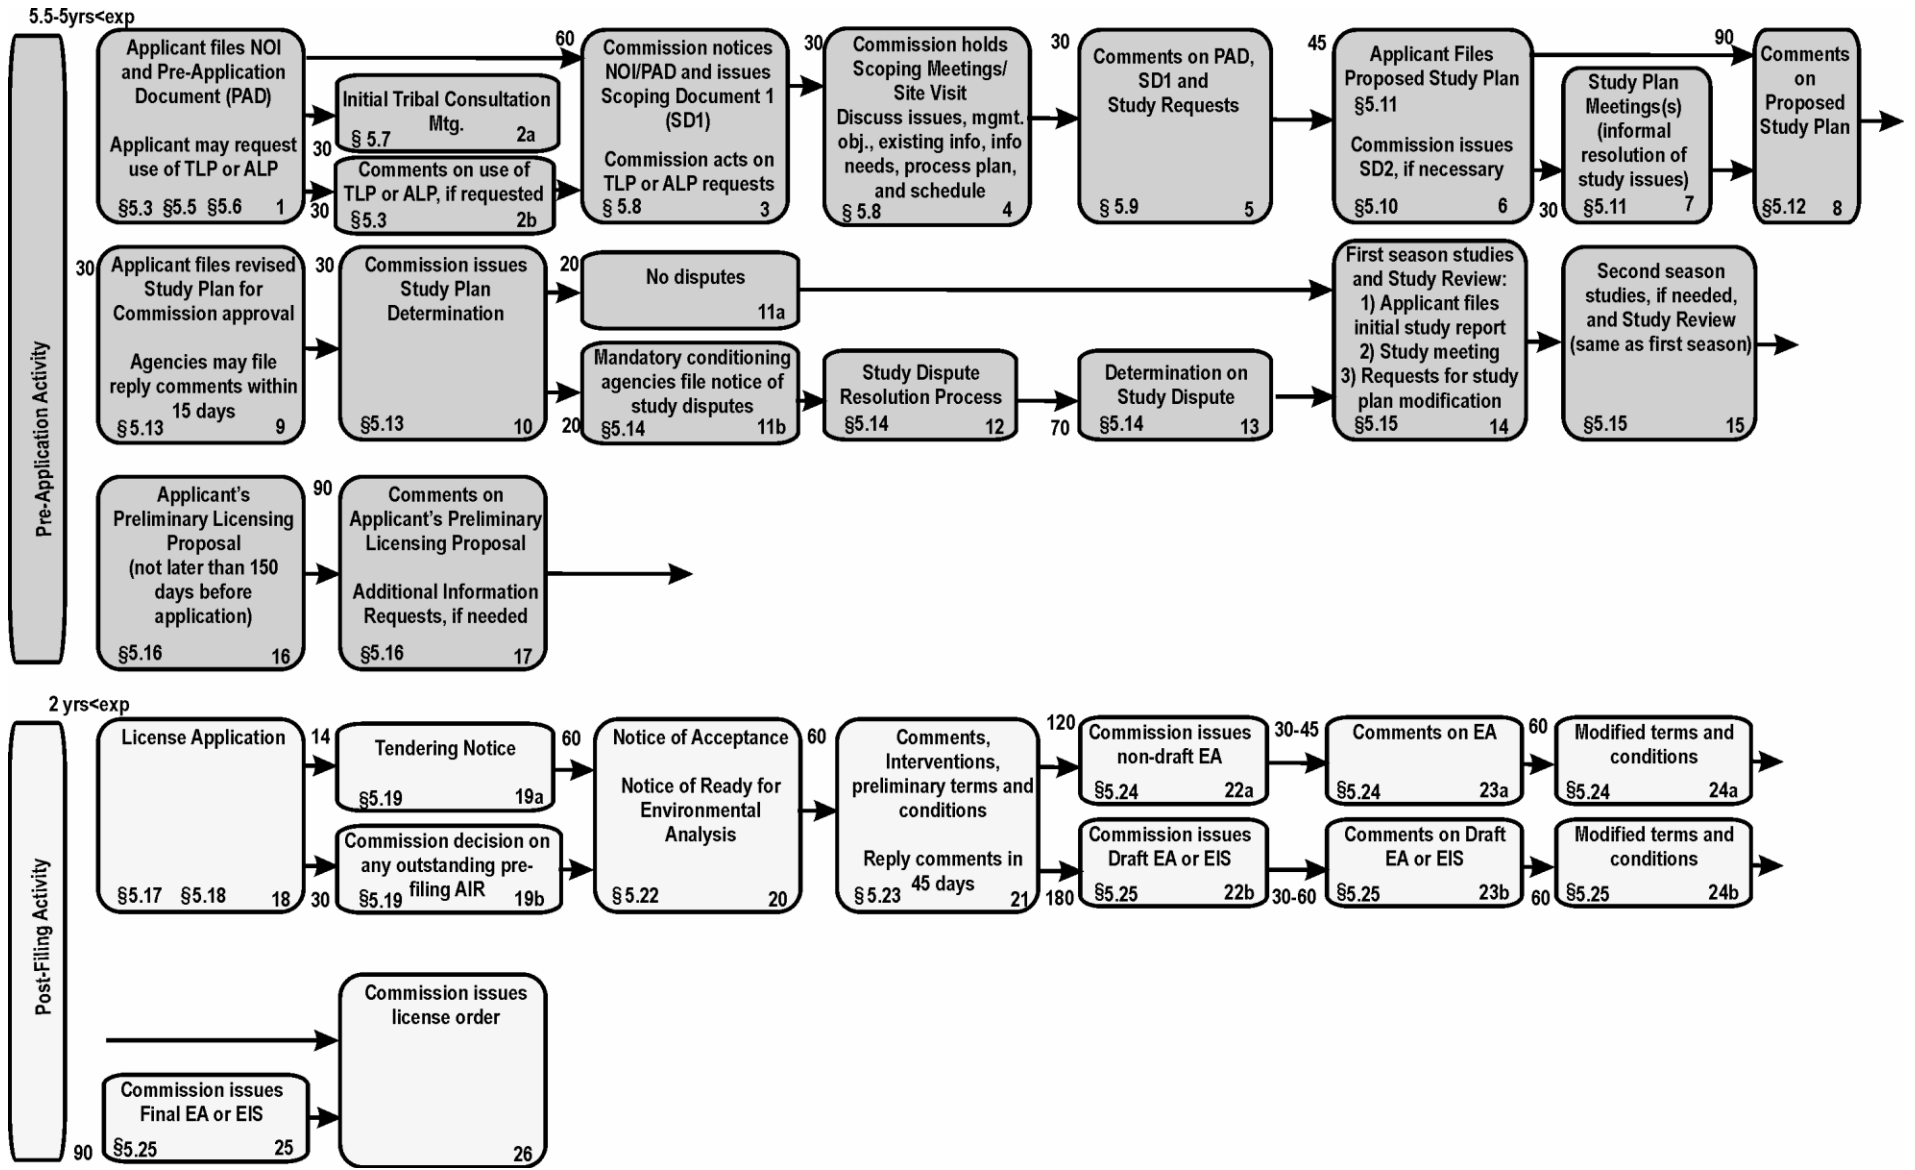 5.5-5yrs<exp
Pre-Application Activity
Applicant files NOI
and Pre-Application
Document (PAD)
Applicant may request
use of TLP or ALP
§5.3 §5.5 §5.6 1
30
Initial Tribal Consultation
Mtg.
§ 5.7 2a
30
Comments on use of
TLP or ALP, if requested
§5.3 2b
60
Commission notices
NOI/PAD and issues
Scoping Document 1
(SD1)
Commission acts on
TLP or ALP requests
§ 5.8 3
30
Commission holds
Scoping Meetings/
Site Visit
Discuss issues, mgmt.
obj., existing info, info
needs, process plan,
and schedule
§ 5.8 4
30
Comments on PAD,
SD1 and
Study Requests
§ 5.9 5
45
Applicant Files
Proposed Study Plan
§5.11
Commission issues
SD2, if necessary
§5.10 6
30
Study Plan
Meetings(s)
(informal
resolution of
study issues)
§5.11 7
90
Comments
on
Proposed
Study Plan
§5.12 8
30
Applicant files revised
Study Plan for
Commission approval
Agencies may file
reply comments within
15 days
§5.13 9
30
Commission issues
Study Plan
Determination
§5.13 10
20
No disputes
11a
20
Mandatory conditioning
agencies file notice of
study disputes
§5.14 11b
Study Dispute
Resolution Process
§5.14 12
70
Determination on
Study Dispute
§5.14 13
First season studies
and Study Review:
1) Applicant files
initial study report
2) Study meeting
3) Requests for study
plan modification
§5.15 14
Second season
studies, if needed,
and Study Review
(same as first season)
§5.15 15
Applicant's
Preliminary Licensing
Proposal
(not later than 150
days before
application)
§5.16 16
90
Comments on
Applicant's Preliminary
Licensing Proposal
Additional Information
Requests, if needed
§5.16 17
2 yrs<exp
Post-Filing Activity
License Application
§5.17 §5.18 18
14
Tendering Notice
§5.19 19a
30
Commission decision on
any outstanding pre-
filing AIR
§5.19 19b
60
Notice of Acceptance
Notice of Ready for
Environmental
Analysis
§ 5.22 20
60
Comments,
Interventions,
preliminary terms and
conditions
Reply comments in
45 days
§ 5.23 21
120
Commission issues
non-draft EA
§5.24 22a
30-45
Comments on EA
§5.24 23a
60
Modified terms and
conditions
§5.24 24a
180
Commission issues
Draft EA or EIS
§5.25 22b
30-60
Comments on Draft
EA or EIS
§5.25 23b
60
Modified terms and
conditions
§5.25 24b
90
Commission issues
Final EA or EIS
§5.25 25
Commission issues
license order
26